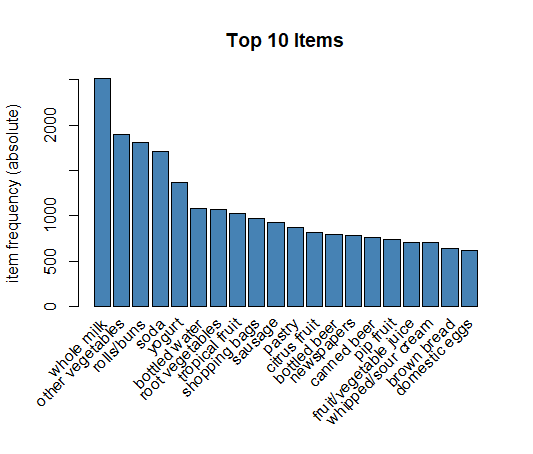 Top 10 Items
item frequency (absolute)
2000
1000
500
0
whole milk
other vegetables
rolls/buns
soda
yogurt
bottled water
root vegetables
tropical fruit
shopping bags
sausage
pastry
citrus fruit
bottled beer
newspapers
canned beer
pip fruit
fruit/vegetable juice
whipped/sour cream
brown bread
domestic eggs